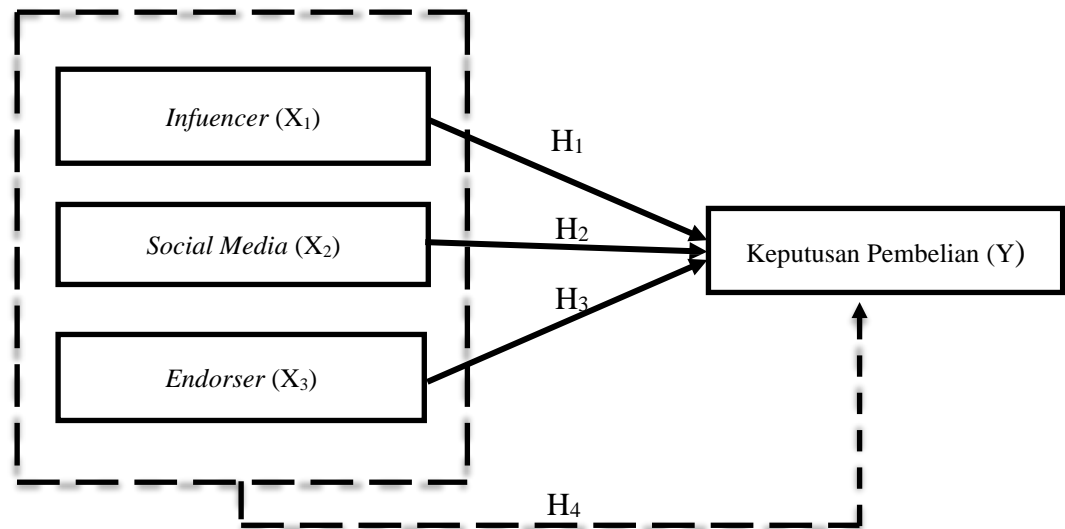 Infuencer (X₁)
H₁
Social Media (X₂)
H₂
Keputusan Pembelian (Y)
H₃
Endorser (X₃)
H₄